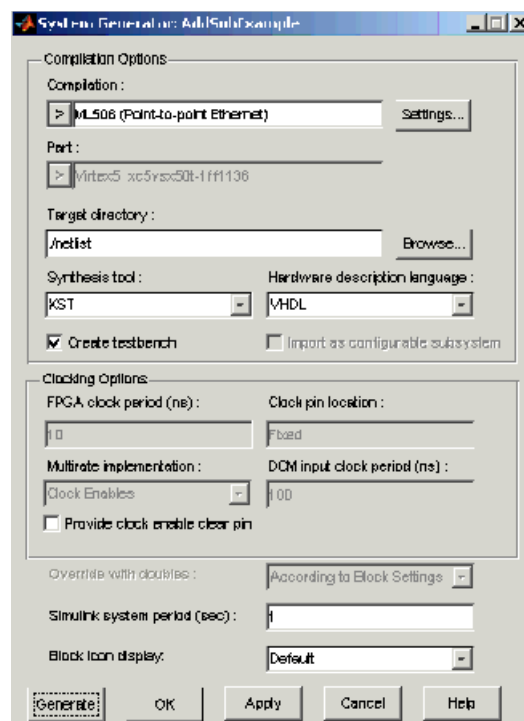 System Generator: AddSubExample
Compilation Options
Compilation :
> ML506 (Point-to-point Ethernet) Settings...
Part :
> Virtex5 xc5vsx50t-1ff1136
Target directory :
./netlist Browse...
Synthesis tool : Hardware description language :
XST VHDL
Create testbench Import as configurable subsystem
Clocking Options
FPGA clock period (ns) : Clock pin location :
10 Fixed
Multirate implementation : DCM input clock period (ns) :
Clock Enables 100
Provide clock enable clear pin
Override with doubles : According to Block Settings
Simulink system period (sec) : 1
Block icon display: Default
Generate OK Apply Cancel Help